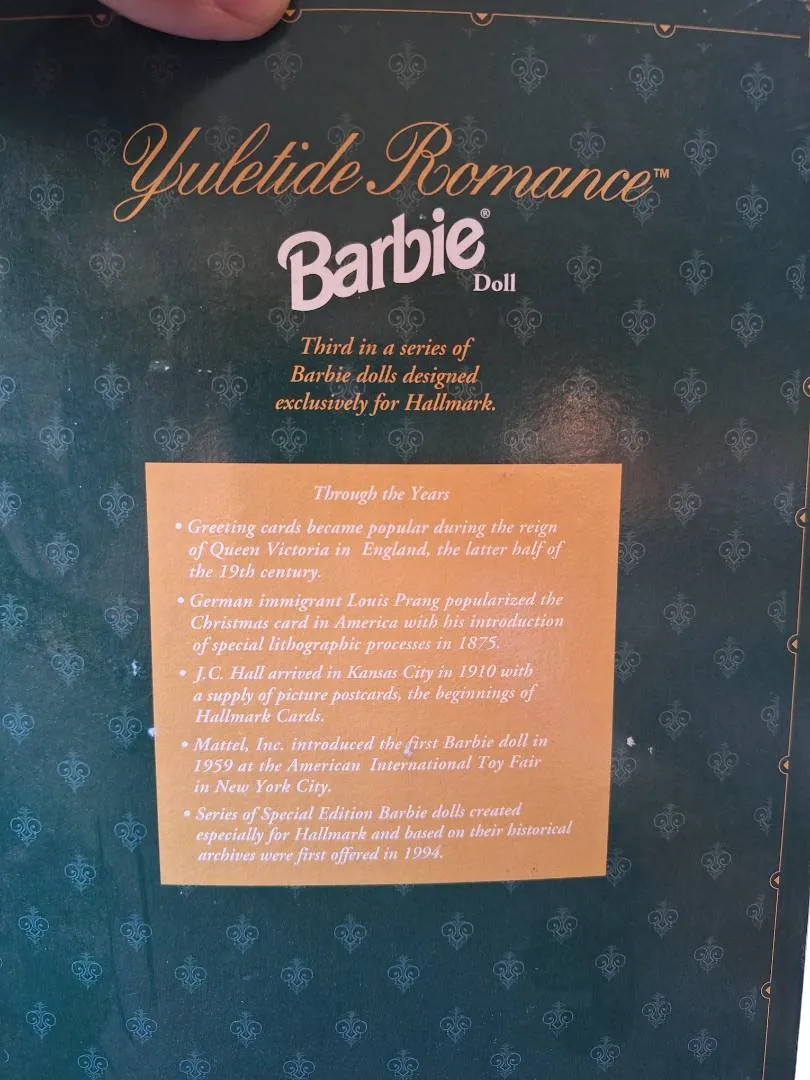 Yuletide Romance™
Barbie®
Doll
Third in a series of
Barbie dolls designed
exclusively for Hallmark.
Through the Years
• Greeting cards became popular during the reign
of Queen Victoria in England, the latter half of
the 19th century.
• German immigrant Louis Prang popularized the
Christmas card in America with his introduction
of special lithographic processes in 1875.
• J.C. Hall arrived in Kansas City in 1910 with
a supply of picture postcards, the beginnings of
Hallmark Cards.
• Mattel, Inc. introduced the first Barbie doll in
1959 at the American International Toy Fair
in New York City.
• Series of Special Edition Barbie dolls created
especially for Hallmark and based on their historical
archives were first offered in 1994.